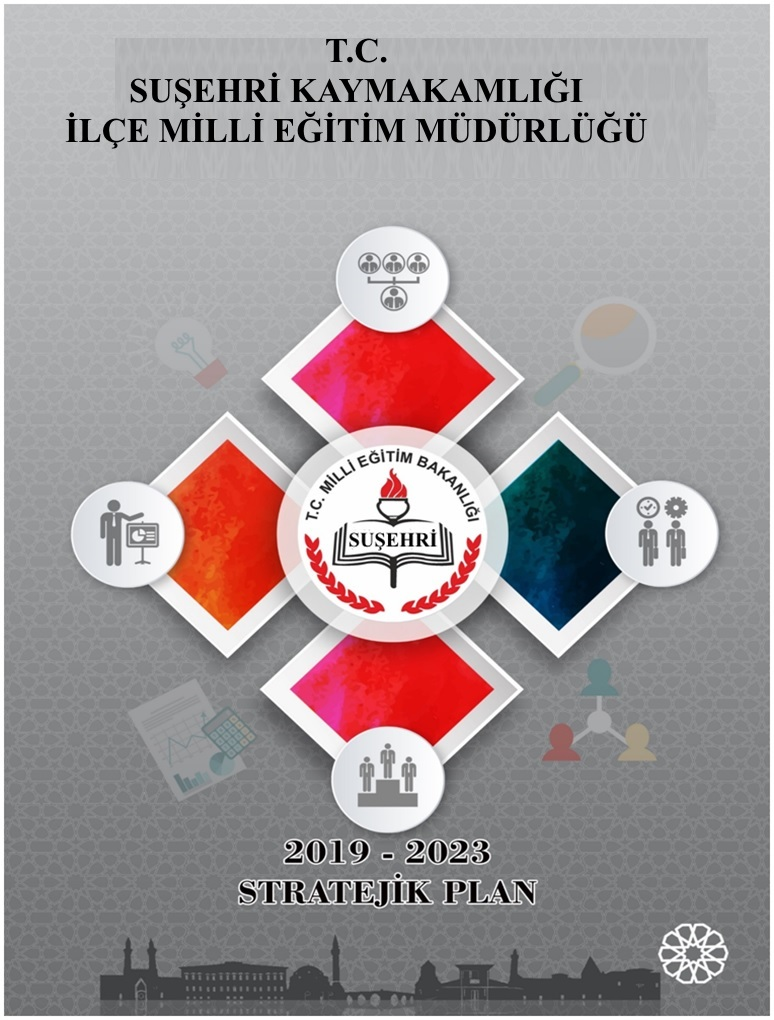 T.C.
SUŞEHRİ KAYMAKAMLIĞI
İLÇE MİLLİ EĞİTİM MÜDÜRLÜĞÜ
T.C. MİLLİ EĞİTİM BAKANLIĞI
SUŞEHRİ
2019 - 2023
STRATEJİK PLAN